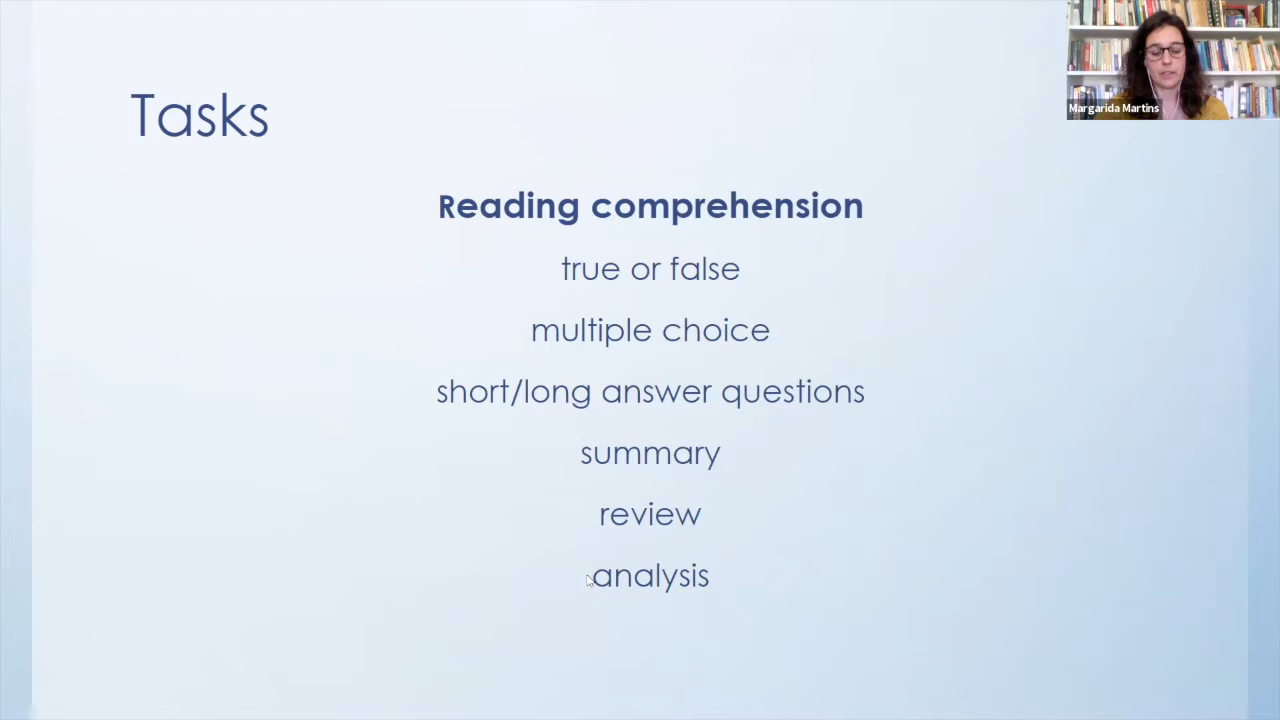 Tasks
Margarida Martins
Reading comprehension
true or false
multiple choice
short/long answer questions
summary
review
analysis